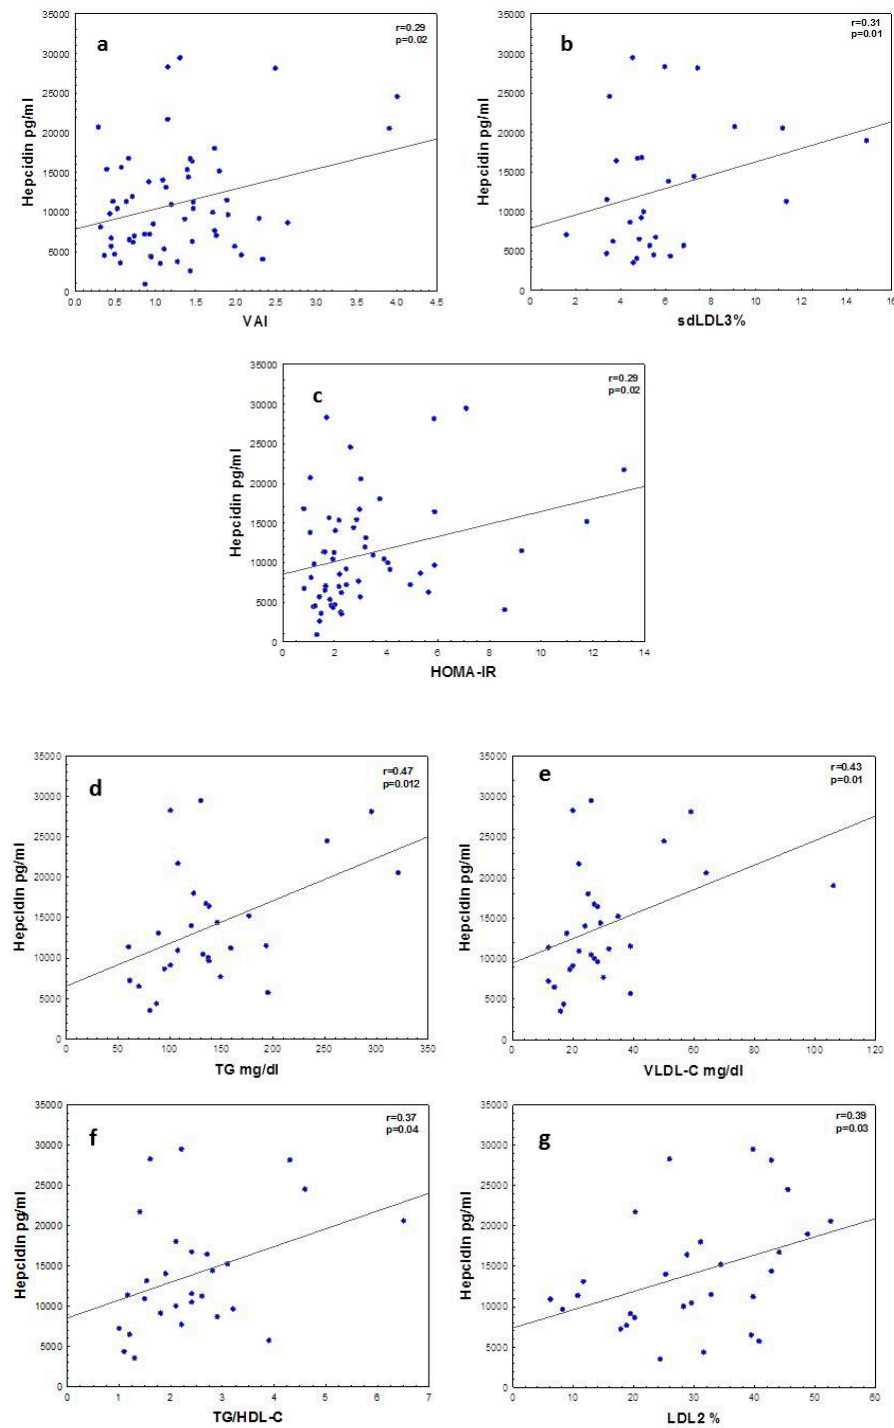 a
r=0.29
p=0.02
Hepcidin pg/ml
35000
30000
25000
20000
15000
10000
5000
0
0.0 0.5 1.0 1.5 2.0 2.5 3.0 3.5 4.0 4.5
VAI
b
r=0.31
p=0.01
Hepcidin pg/ml
35000
30000
25000
20000
15000
10000
5000
0
0 2 4 6 8 10 12 14 16
sdLDL3%
c
r=0.29
p=0.02
Hepcidin pg/ml
35000
30000
25000
20000
15000
10000
5000
0
0 2 4 6 8 10 12 14
HOMA-IR
d
r=0.47
p=0.012
Hepcidin pg/ml
35000
30000
25000
20000
15000
10000
5000
0
0 50 100 150 200 250 300 350
TG mg/dl
e
r=0.43
p=0.01
Hepcidin pg/ml
35000
30000
25000
20000
15000
10000
5000
0
0 20 40 60 80 100 120
VLDL-C mg/dl
f
r=0.37
p=0.04
Hepcidin pg/ml
35000
30000
25000
20000
15000
10000
5000
0
0 1 2 3 4 5 6 7
TG/HDL-C
g
r=0.39
p=0.03
Hepcidin pg/ml
35000
30000
25000
20000
15000
10000
5000
0
0 10 20 30 40 50 60
LDL2 %